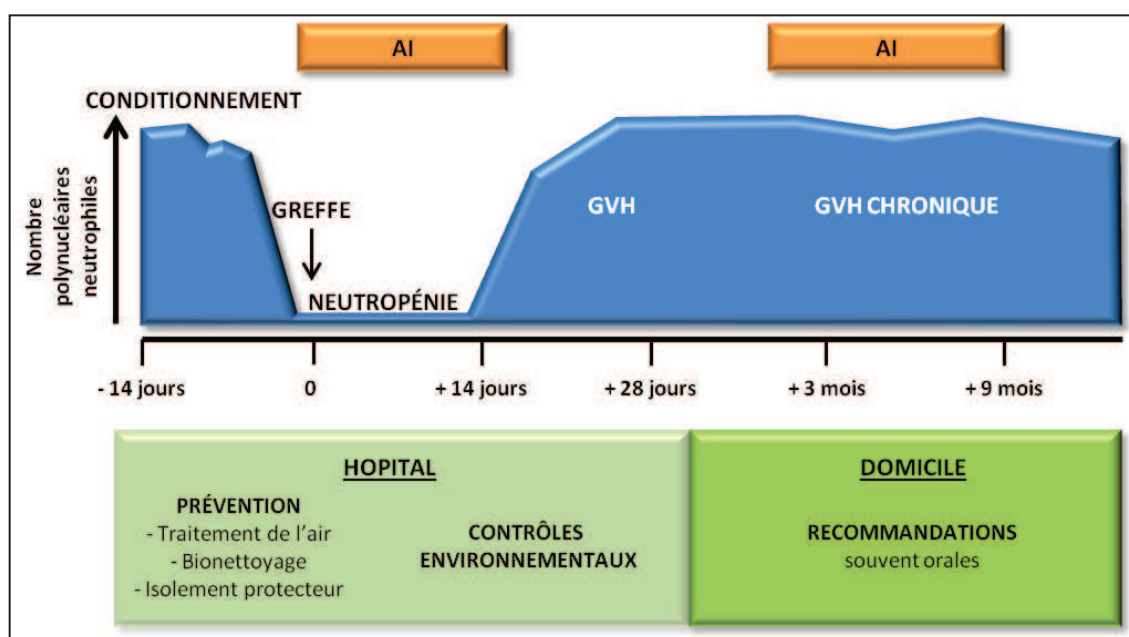 AI
AI
CONDITIONNEMENT
Nombre
polynucléaires
neutrophiles
GREFFE
NEUTROPÉNIE
GVH
GVH CHRONIQUE
- 14 jours
0
+ 14 jours
+ 28 jours
+ 3 mois
+ 9 mois
HOPITAL
PRÉVENTION
- Traitement de l'air
- Bionettoyage
- Isolement protecteur
CONTRÔLES
ENVIRONNEMENTAUX
DOMICILE
RECOMMANDATIONS
souvent orales